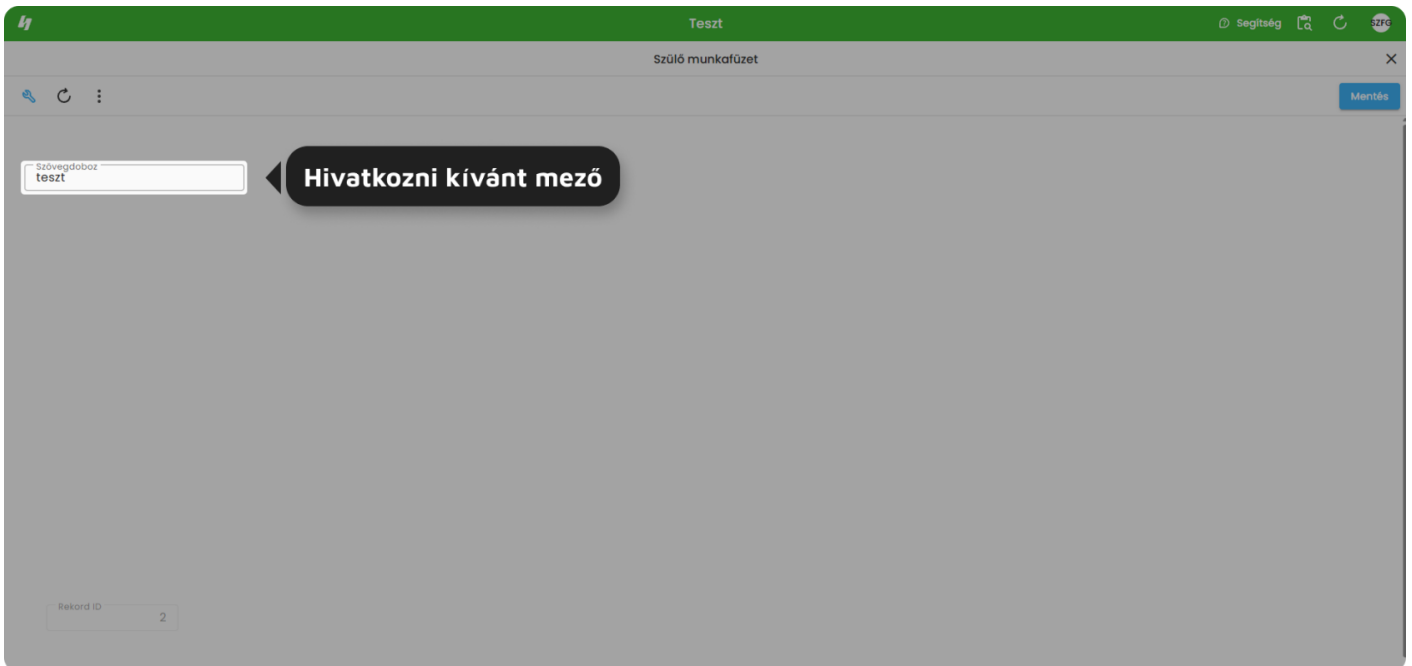 Teszt
Segítség
SZFG
Szülő munkafüzet
Mentés
Szövegdoboz
teszt
Hivatkozni kívánt mező
Rekord ID
2